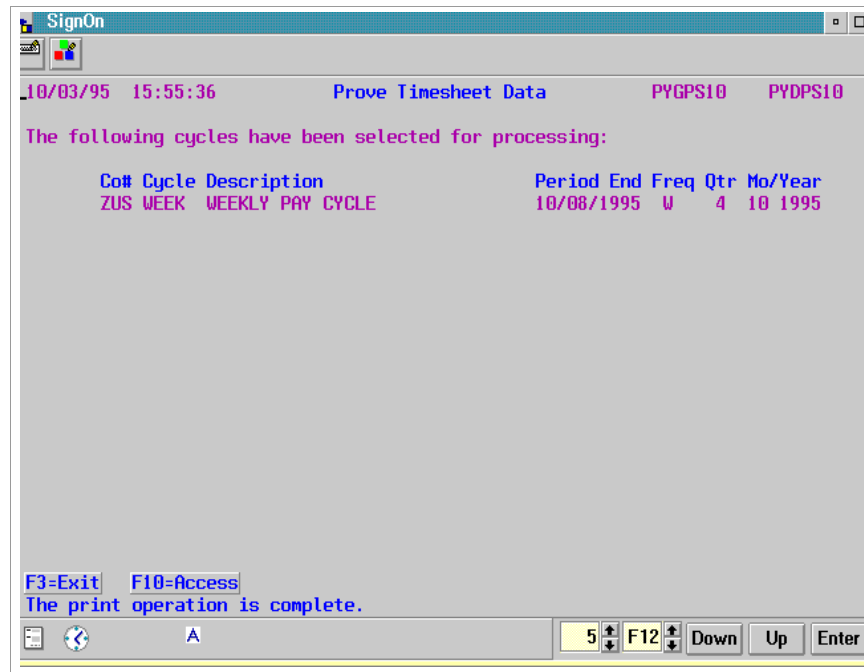 SignOn
10/03/95 15:55:36 Prove Timesheet Data PYGPS10 PYDPS10
The following cycles have been selected for processing:
Co# Cycle Description Period End Freq Qtr Mo/Year
ZUS WEEK WEEKLY PAY CYCLE 10/08/1995 W 4 10 1995
F3=Exit F10=Access
The print operation is complete.
A 5 F12 Down Up Enter